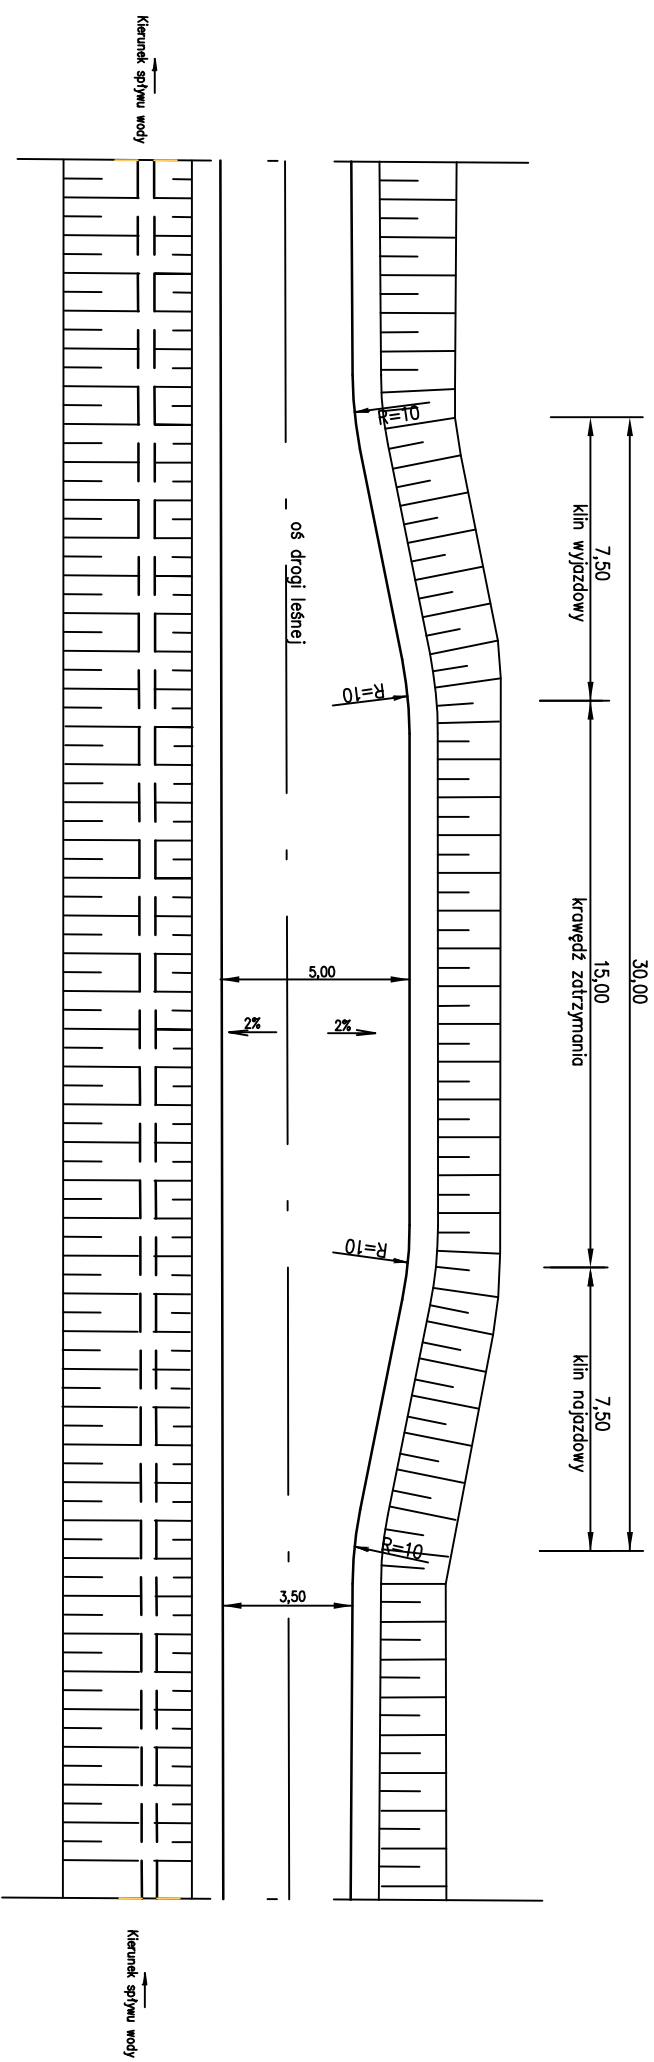 Kierunek spływu wody
R=10
7,50
klin wyjazdowy
oś drogi leśnej
R=10
30,00
15,00
krawędź zatrzymania
5,00
2%
2%
R=10
7,50
klin najazdowy
R=10
3,50
Kierunek spływu wody